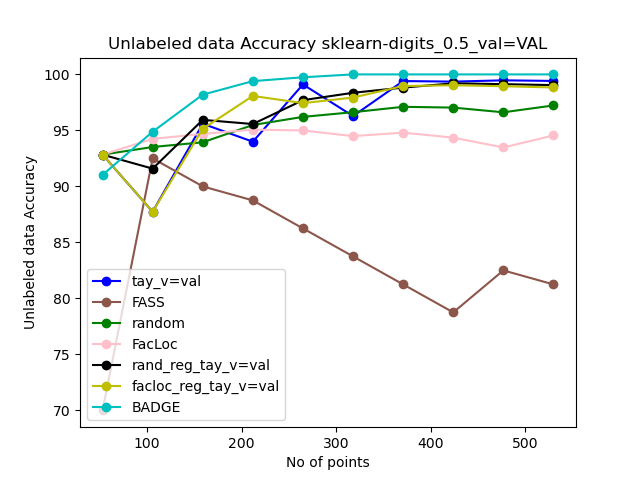 Unlabeled data Accuracy sklearn-digits_0.5_val=VAL
Unlabeled data Accuracy
100
95
90
85
80
75
70
tay_v=val
FASS
random
FacLoc
rand_reg_tay_v=val
facloc_reg_tay_v=val
BADGE
100
200
300
400
500
No of points